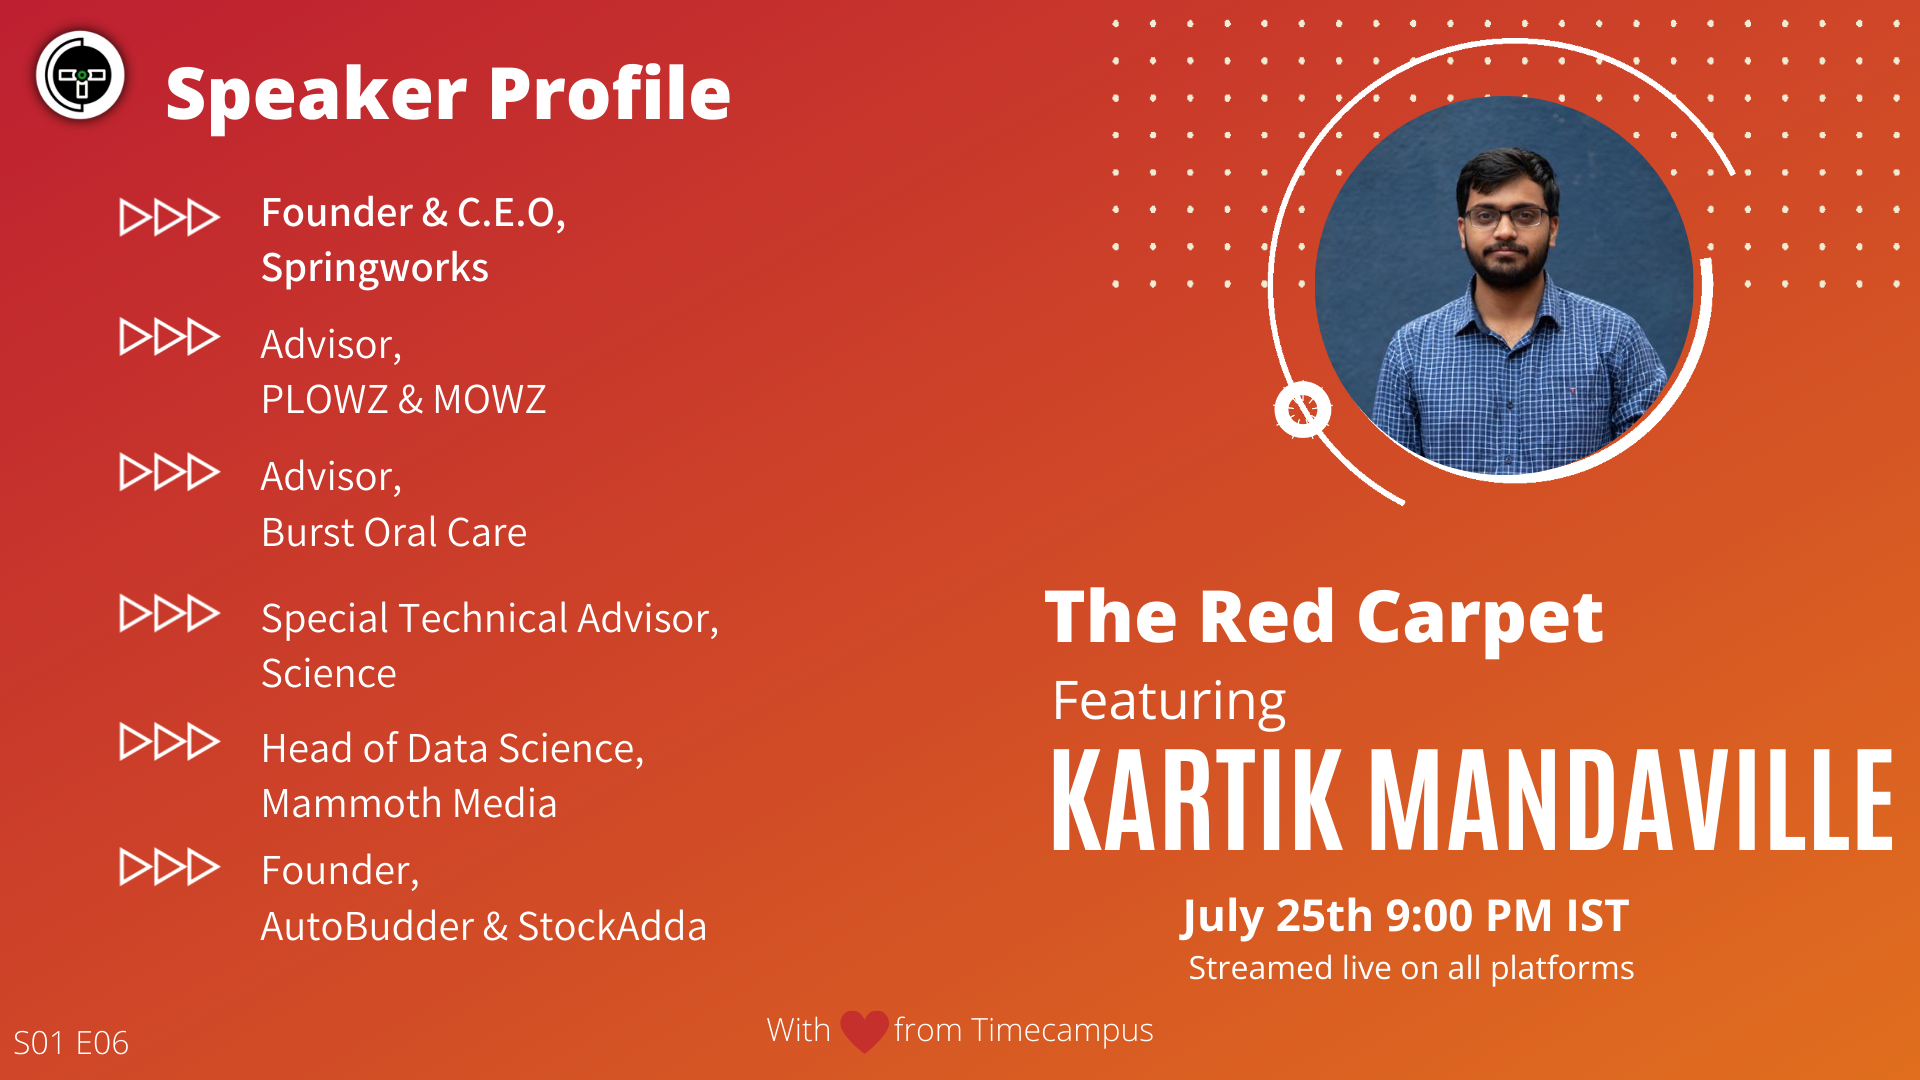 Speaker Profile
Founder & C.E.O,
Springworks
Advisor,
PLOWZ & MOWZ
Advisor,
Burst Oral Care
Special Technical Advisor,
Science
Head of Data Science,
Mammoth Media
Founder,
AutoBudder & StockAdda
The Red Carpet
Featuring
KARTIK MANDAVILLE
July 25th 9:00 PM IST
Streamed live on all platforms
With ❤ from Timecampus
S01 E06